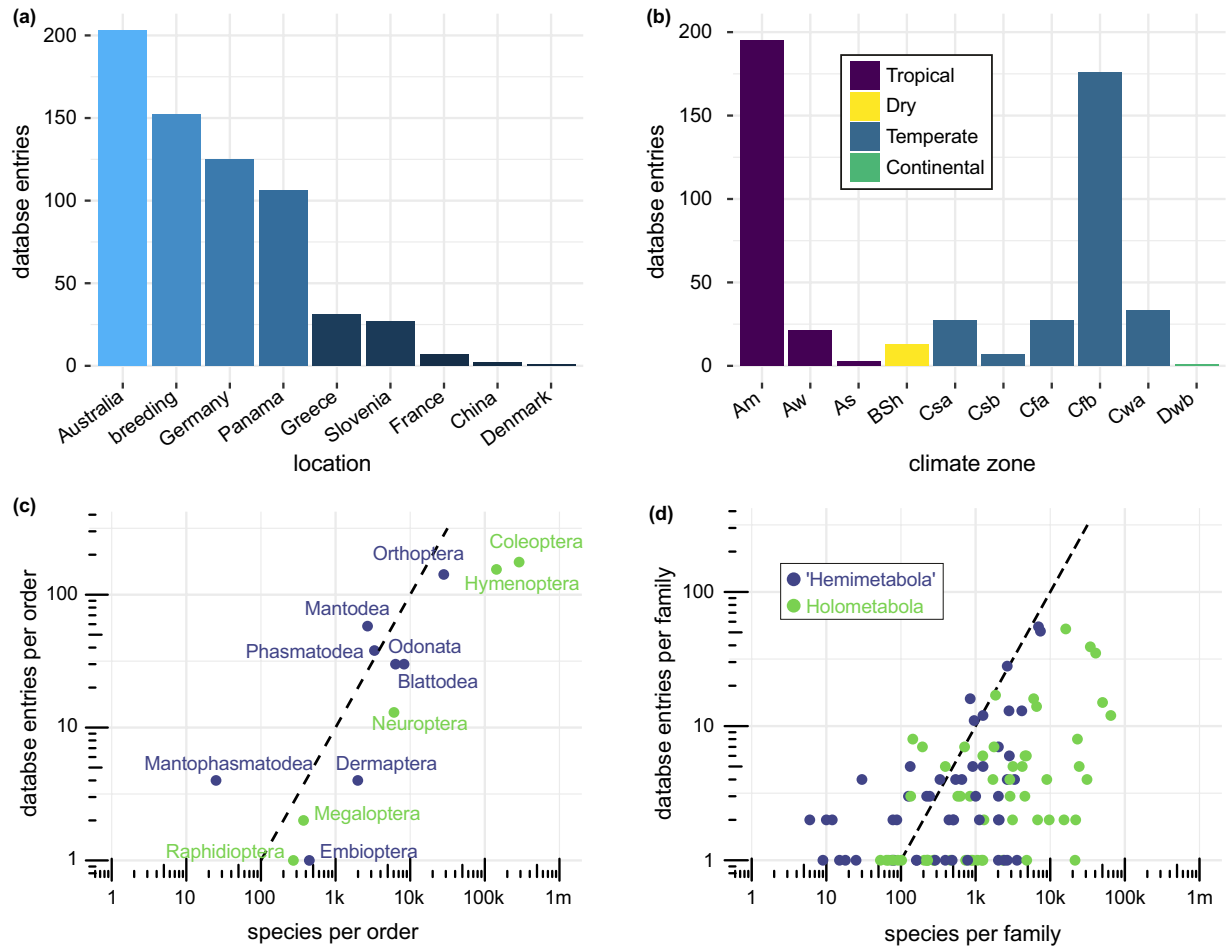 (a)
databse entries
200
150
100
50
0
Australia
breeding
Germany
Panama
Greece
Slovenia
France
China
Denmark
location
(b)
databse entries
200
150
100
50
0
Tropical
Dry
Temperate
Continental
Am
Aw
As
BSh
Csa
Csb
Cfa
Cfb
Cwa
Dwb
climate zone
(c)
databse entries per order
100
10
1
Orthoptera
Coleoptera
Hymenoptera
Mantodea
Phasmatodea
Odonata
Blattodea
Neuroptera
Mantophasmatodea
Dermaptera
Megaloptera
Raphidioptera
Embioptera
1
10
100
1k
10k
100k
1m
species per order
(d)
databse entries per family
100
10
1
'Hemimetabola'
Holometabola
1
10
100
1k
10k
100k
1m
species per family